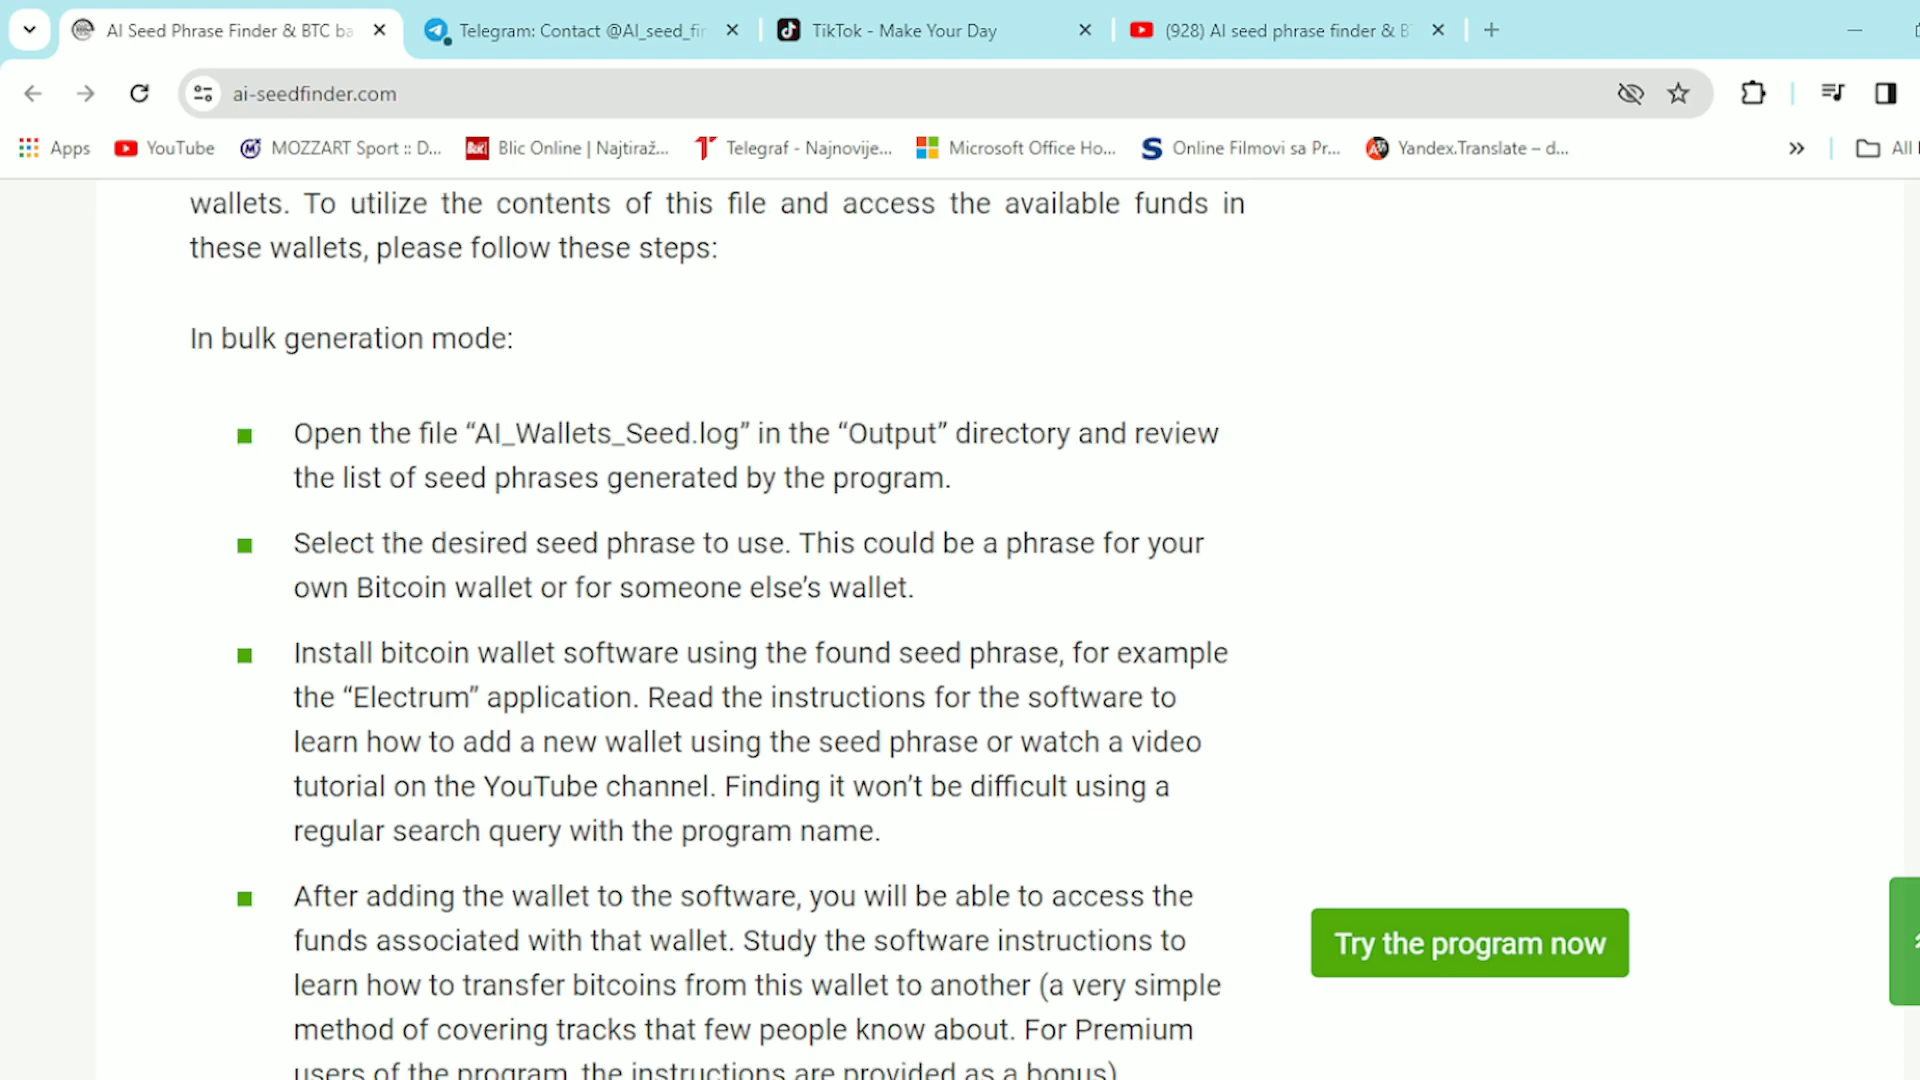 AI Seed Phrase Finder & BTC ba
Telegram: Contact @AI_seed_fir
TikTok - Make Your Day
(928) AI seed phrase finder & B
ai-seedfinder.com
Apps
YouTube
MOZZART Sport :: D...
Blic Online | Najtiraž...
Telegraf - Najnovije...
Microsoft Office Ho...
Online Filmovi sa Pr...
Yandex.Translate – d...
All
wallets. To utilize the contents of this file and access the available funds in
these wallets, please follow these steps:
In bulk generation mode:
Open the file “AI_Wallets_Seed.log” in the “Output” directory and review
the list of seed phrases generated by the program.
Select the desired seed phrase to use. This could be a phrase for your
own Bitcoin wallet or for someone else’s wallet.
Install bitcoin wallet software using the found seed phrase, for example
the “Electrum” application. Read the instructions for the software to
learn how to add a new wallet using the seed phrase or watch a video
tutorial on the YouTube channel. Finding it won’t be difficult using a
regular search query with the program name.
After adding the wallet to the software, you will be able to access the
funds associated with that wallet. Study the software instructions to
learn how to transfer bitcoins from this wallet to another (a very simple
method of covering tracks that few people know about. For Premium
users of the program, the instructions are provided as a bonus)
Try the program now